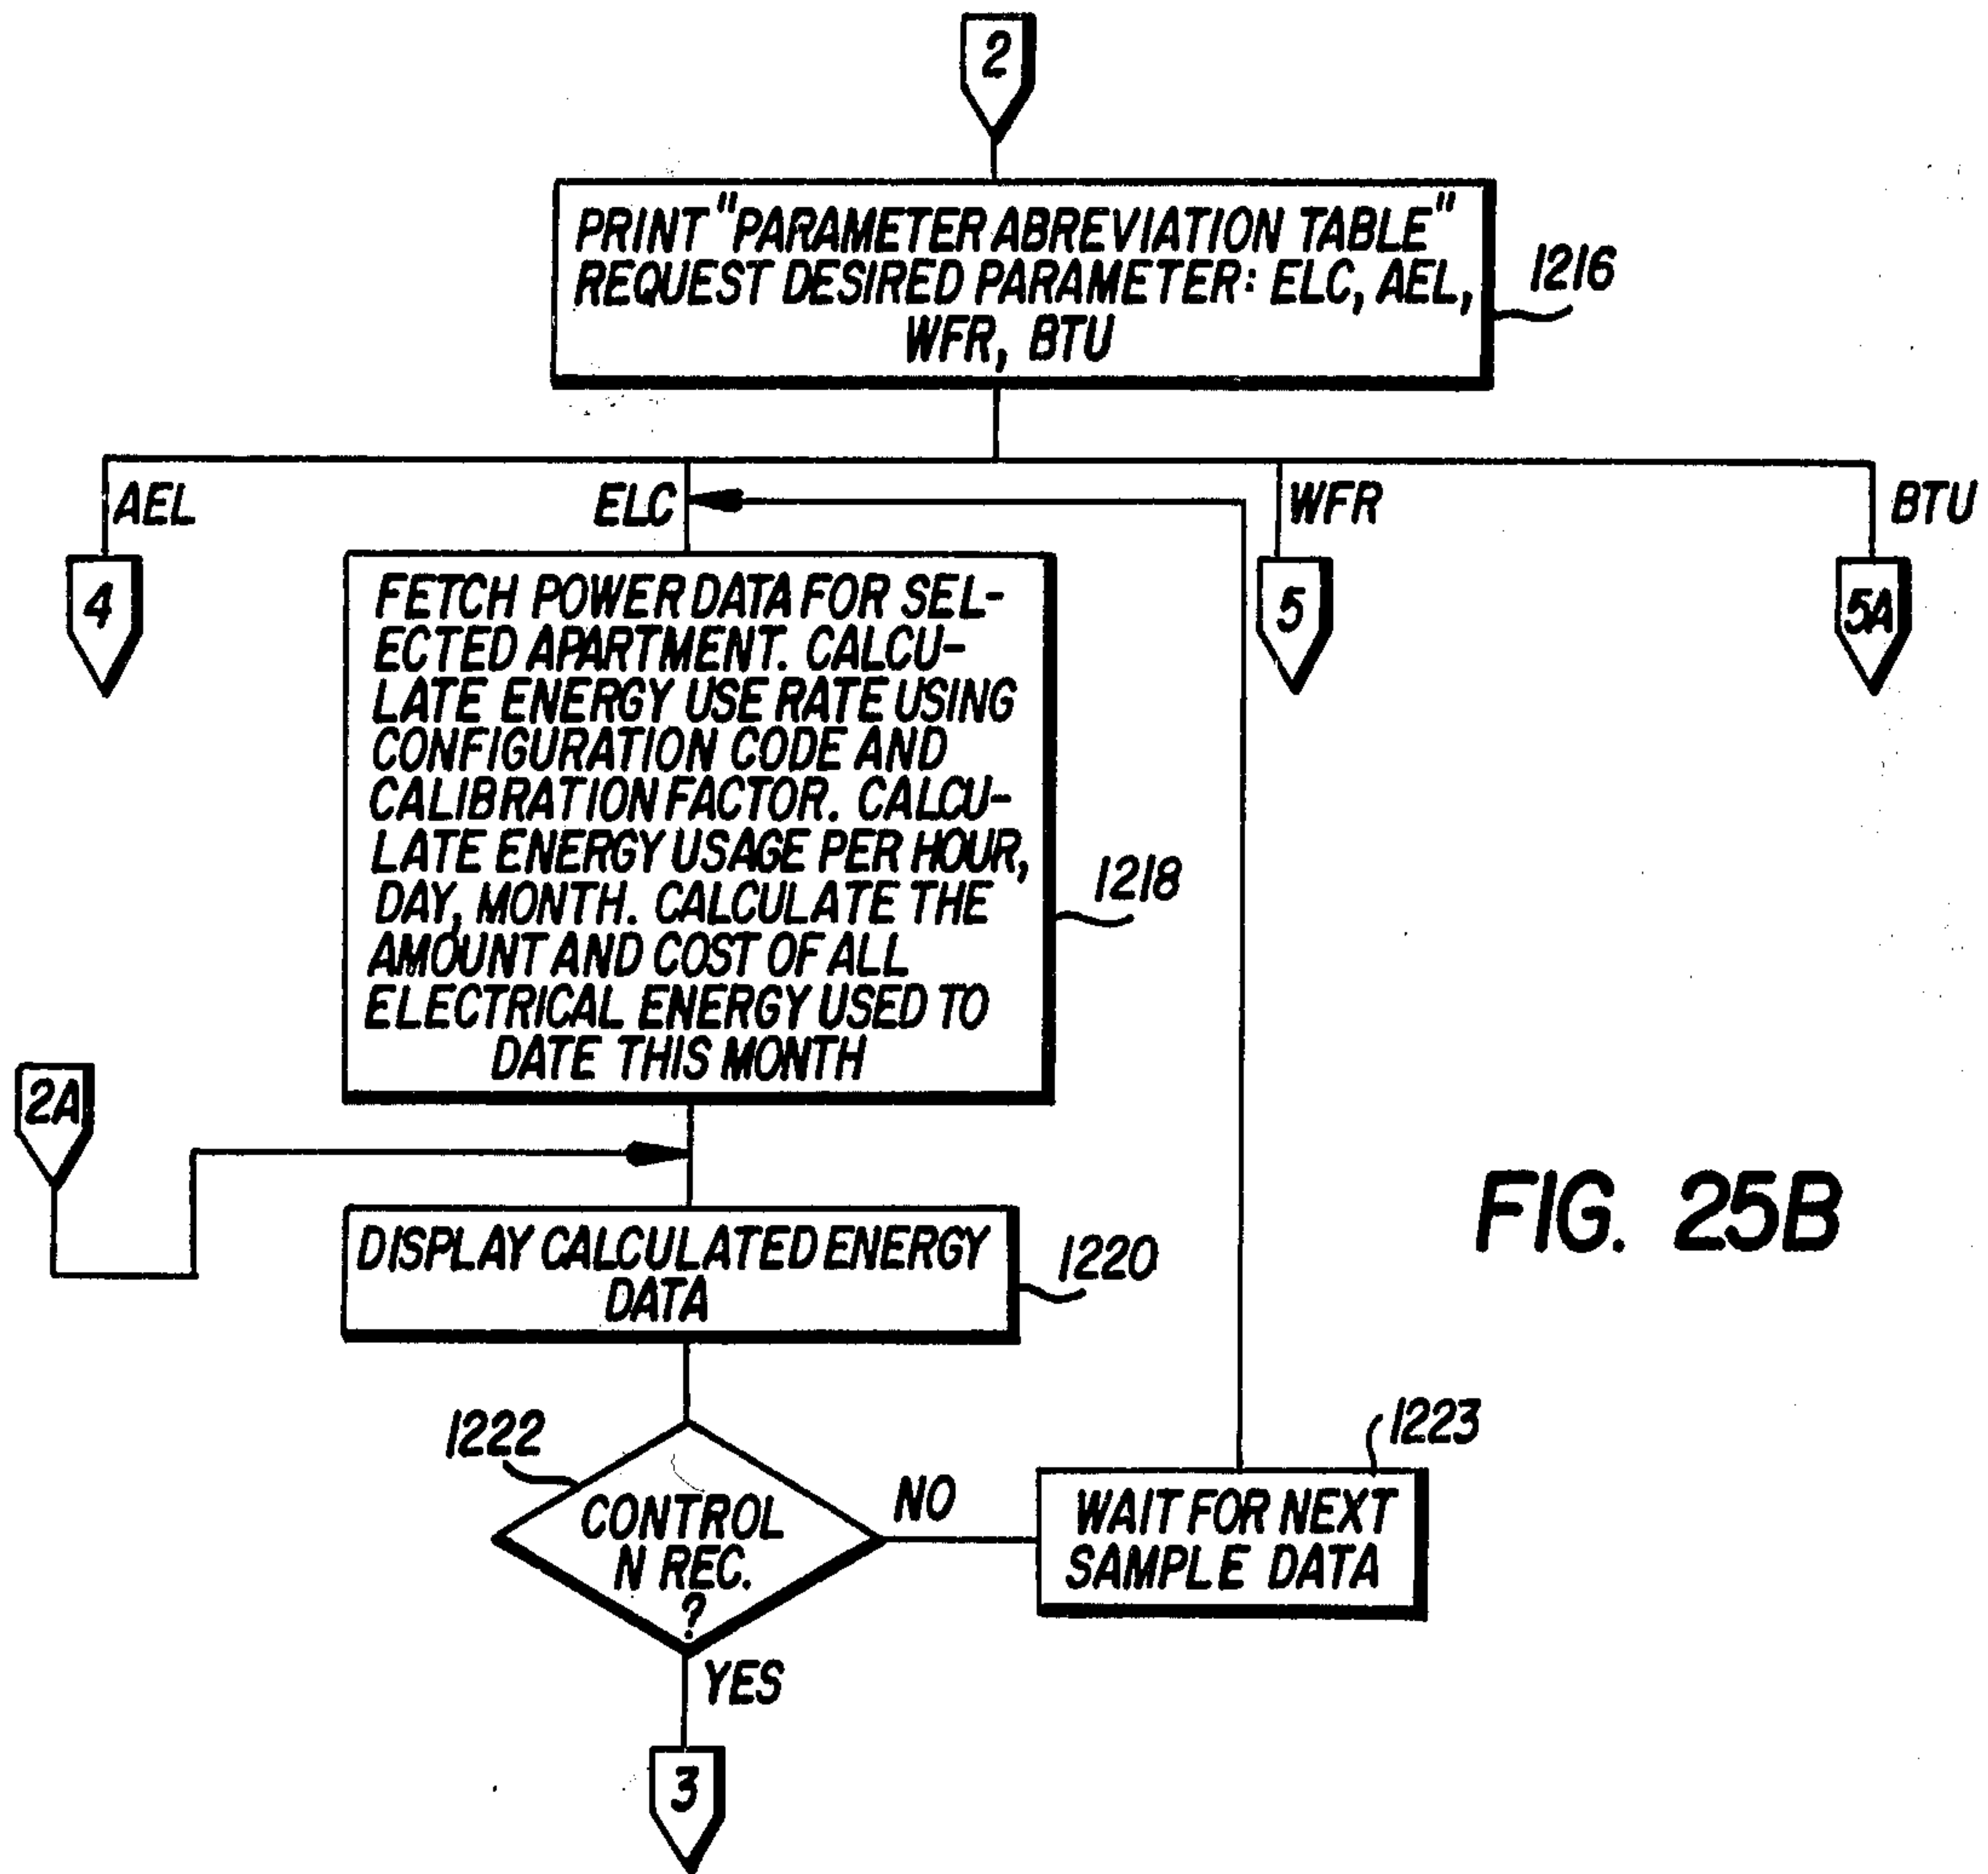 2
PRINT "PARAMETER ABREVIATION TABLE"
REQUEST DESIRED PARAMETER: ELC, AEL,
WFR, BTU
1216
AEL
ELC
WFR
BTU
4
5
5A
FETCH POWER DATA FOR SEL-
ECTED APARTMENT. CALCU-
LATE ENERGY USE RATE USING
CONFIGURATION CODE AND
CALIBRATION FACTOR. CALCU-
LATE ENERGY USAGE PER HOUR,
DAY, MONTH. CALCULATE THE
AMOUNT AND COST OF ALL
ELECTRICAL ENERGY USED TO
DATE THIS MONTH
1218
2A
DISPLAY CALCULATED ENERGY
DATA
1220
FIG. 25B
1222
CONTROL
N REC.
?
NO
WAIT FOR NEXT
SAMPLE DATA
1223
YES
3